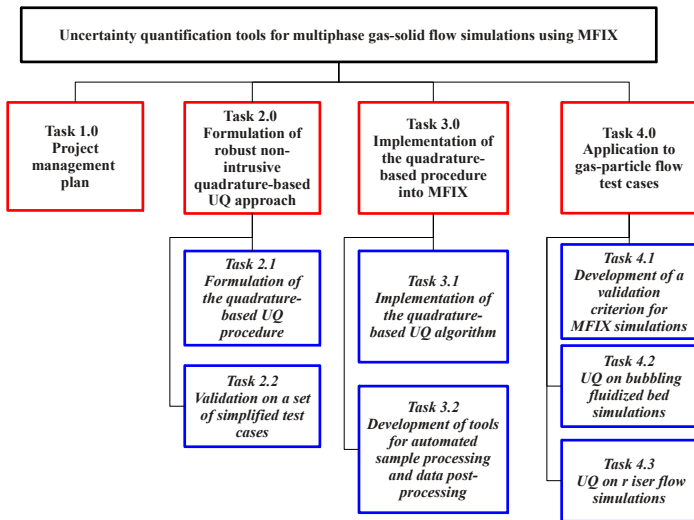 Uncertainty quantification tools for multiphase gas-solid flow simulations using MFIX
Task 1.0
Project
management
plan
Task 2.0
Formulation of
robust non-
intrusive
quadrature-based
UQ approach
Task 3.0
Implementation of
the quadrature-
based procedure
into MFIX
Task 4.0
Application to
gas-particle flow
test cases
Task 2.1
Formulation of
the quadrature-
based UQ
procedure
Task 2.2
Validation on a set
of simplified test
cases
Task 3.1
Implementation of
the quadrature-
based UQ algorithm
Task 3.2
Development of tools
for automated
sample processing
and data post-
processing
Task 4.1
Development of a
validation
criterion for
MFIX simulations
Task 4.2
UQ on bubbling
fluidized bed
simulations
Task 4.3
UQ on r iser flow
simulations